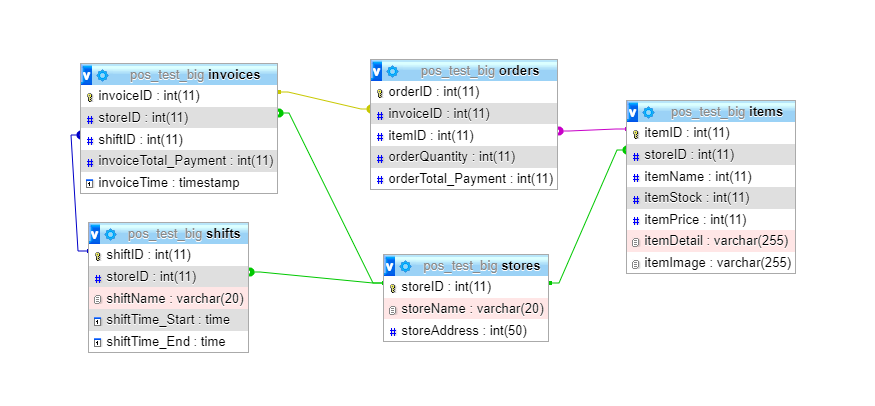 v pos_test_big invoices
invoiceID : int(11)
# storeID : int(11)
# shiftID : int(11)
# invoiceTotal_Payment : int(11)
invoiceTime : timestamp
v pos_test_big orders
orderID : int(11)
# invoiceID : int(11)
# itemID : int(11)
# orderQuantity : int(11)
# orderTotal_Payment : int(11)
v pos_test_big items
itemID : int(11)
# storeID : int(11)
# itemName : int(11)
# itemStock : int(11)
# itemPrice : int(11)
itemDetail : varchar(255)
itemImage : varchar(255)
v pos_test_big shifts
shiftID : int(11)
# storeID : int(11)
shiftName : varchar(20)
shiftTime_Start : time
shiftTime_End : time
v pos_test_big stores
storeID : int(11)
storeName : varchar(20)
# storeAddress : int(50)